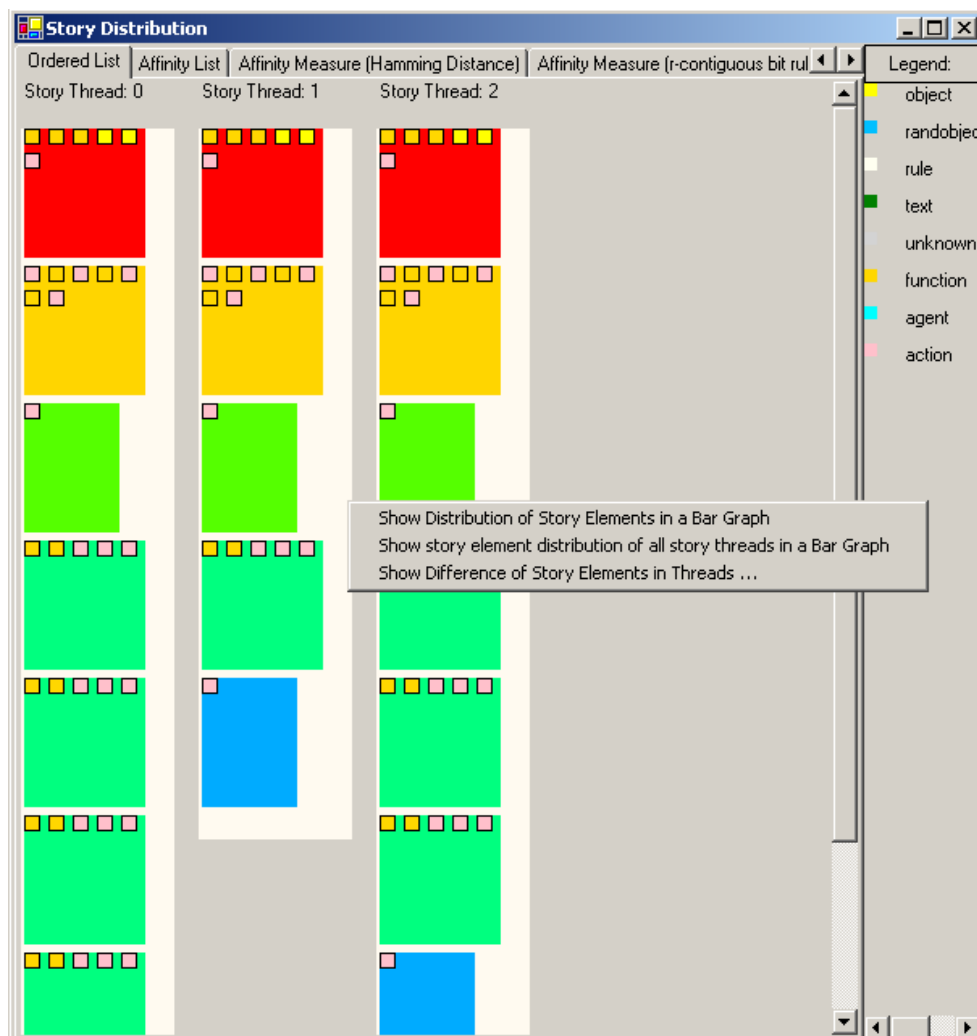 Story Distribution
Ordered List
Affinity List
Affinity Measure (Hamming Distance)
Affinity Measure (r-contiguous bit rul
Legend:
Story Thread: 0
Story Thread: 1
Story Thread: 2
object
randobjec
rule
text
unknown
function
agent
action
Show Distribution of Story Elements in a Bar Graph
Show story element distribution of all story threads in a Bar Graph
Show Difference of Story Elements in Threads ...